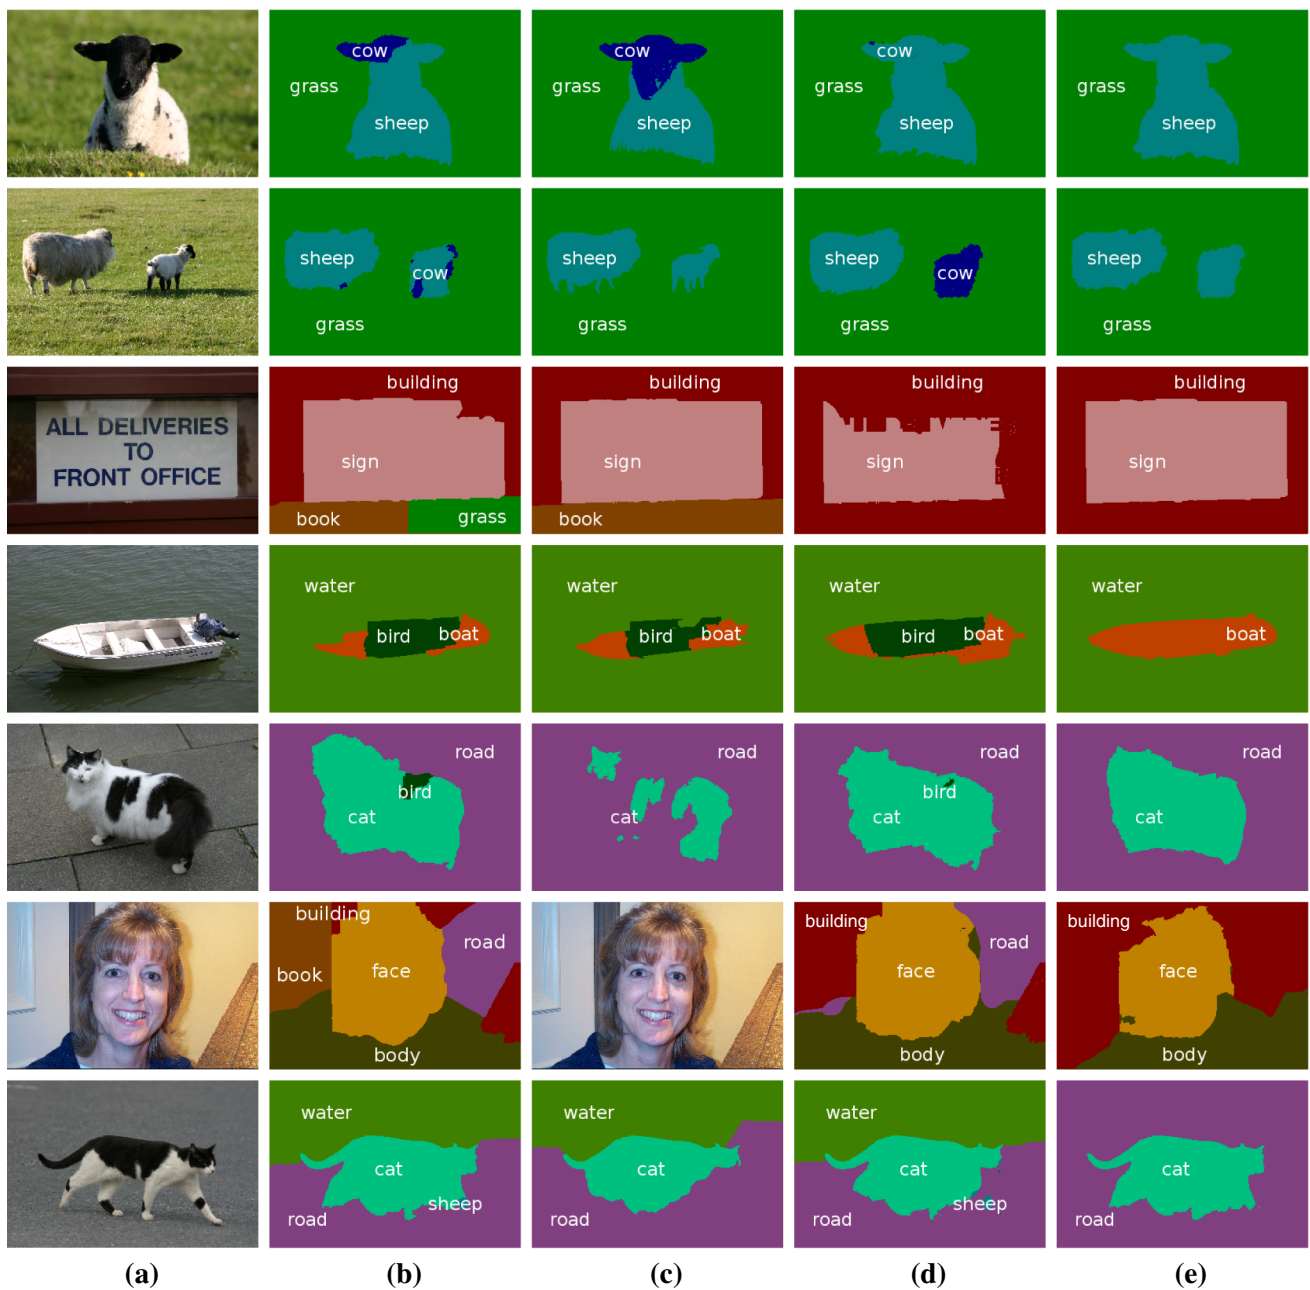 cow
grass
sheep
cow
grass
sheep
cow
grass
sheep
grass
sheep
sheep
cow
grass
sheep
grass
sheep
cow
grass
sheep
grass
ALL DELIVERIES
TO
FRONT OFFICE
building
sign
book
grass
building
sign
book
building
sign
building
sign
water
bird
boat
water
bird
boat
water
bird
boat
water
boat
road
bird
cat
road
cat
road
bird
cat
road
cat
building
road
book
face
body
building
road
face
body
building
face
body
water
cat
sheep
road
water
cat
road
water
cat
sheep
road
cat
road
(a)
(b)
(c)
(d)
(e)